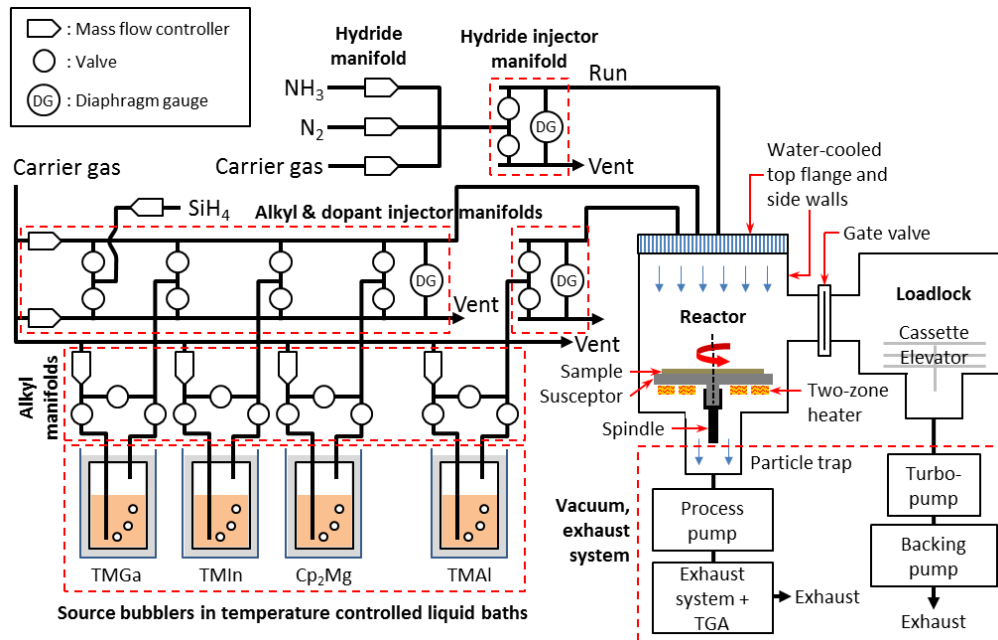 : Mass flow controller
: Valve
DG : Diaphragm gauge
Hydride
manifold
Hydride injector
manifold
Run
NH₃
N₂
Carrier gas
DG
Vent
Carrier gas
SiH₄
Alkyl & dopant injector manifolds
DG
DG
Vent
Vent
Water-cooled
top flange and
side walls
Gate valve
Reactor
Loadlock
Cassette
Elevator
Sample
Susceptor
Two-zone
heater
Spindle
Particle trap
Alkyl
manifolds
TMGa
TMIn
Cp₂Mg
TMAl
Source bubblers in temperature controlled liquid baths
Vacuum,
exhaust
system
Process
pump
Exhaust
system +
TGA
Exhaust
Turbo-
pump
Backing
pump
Exhaust